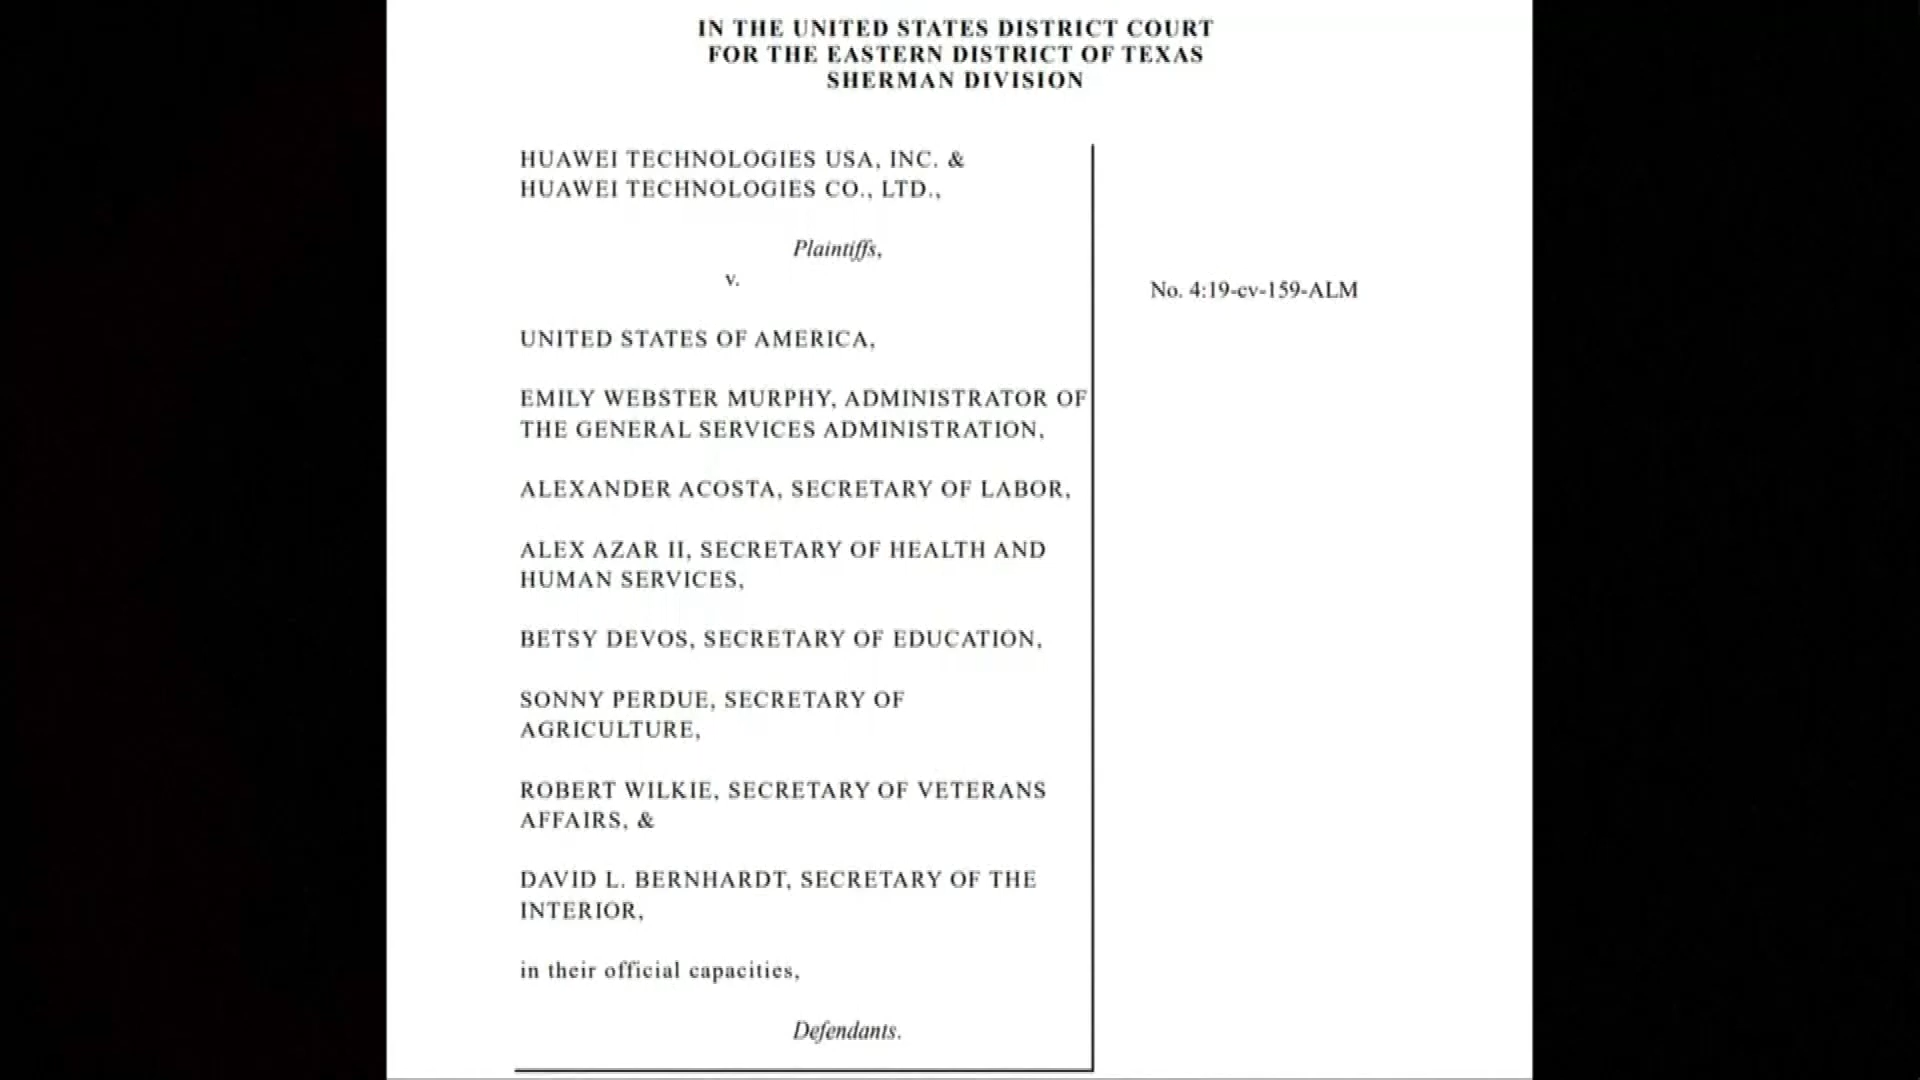 IN THE UNITED STATES DISTRICT COURT
FOR THE EASTERN DISTRICT OF TEXAS
SHERMAN DIVISION
HUAWEI TECHNOLOGIES USA, INC. &
HUAWEI TECHNOLOGIES CO., LTD.,
Plaintiffs,
v.
No. 4:19-cv-159-ALM
UNITED STATES OF AMERICA,
EMILY WEBSTER MURPHY, ADMINISTRATOR OF
THE GENERAL SERVICES ADMINISTRATION,
ALEXANDER ACOSTA, SECRETARY OF LABOR,
ALEX AZAR II, SECRETARY OF HEALTH AND
HUMAN SERVICES,
BETSY DEVOS, SECRETARY OF EDUCATION,
SONNY PERDUE, SECRETARY OF
AGRICULTURE,
ROBERT WILKIE, SECRETARY OF VETERANS
AFFAIRS, &
DAVID L. BERNHARDT, SECRETARY OF THE
INTERIOR,
in their official capacities,
Defendants.